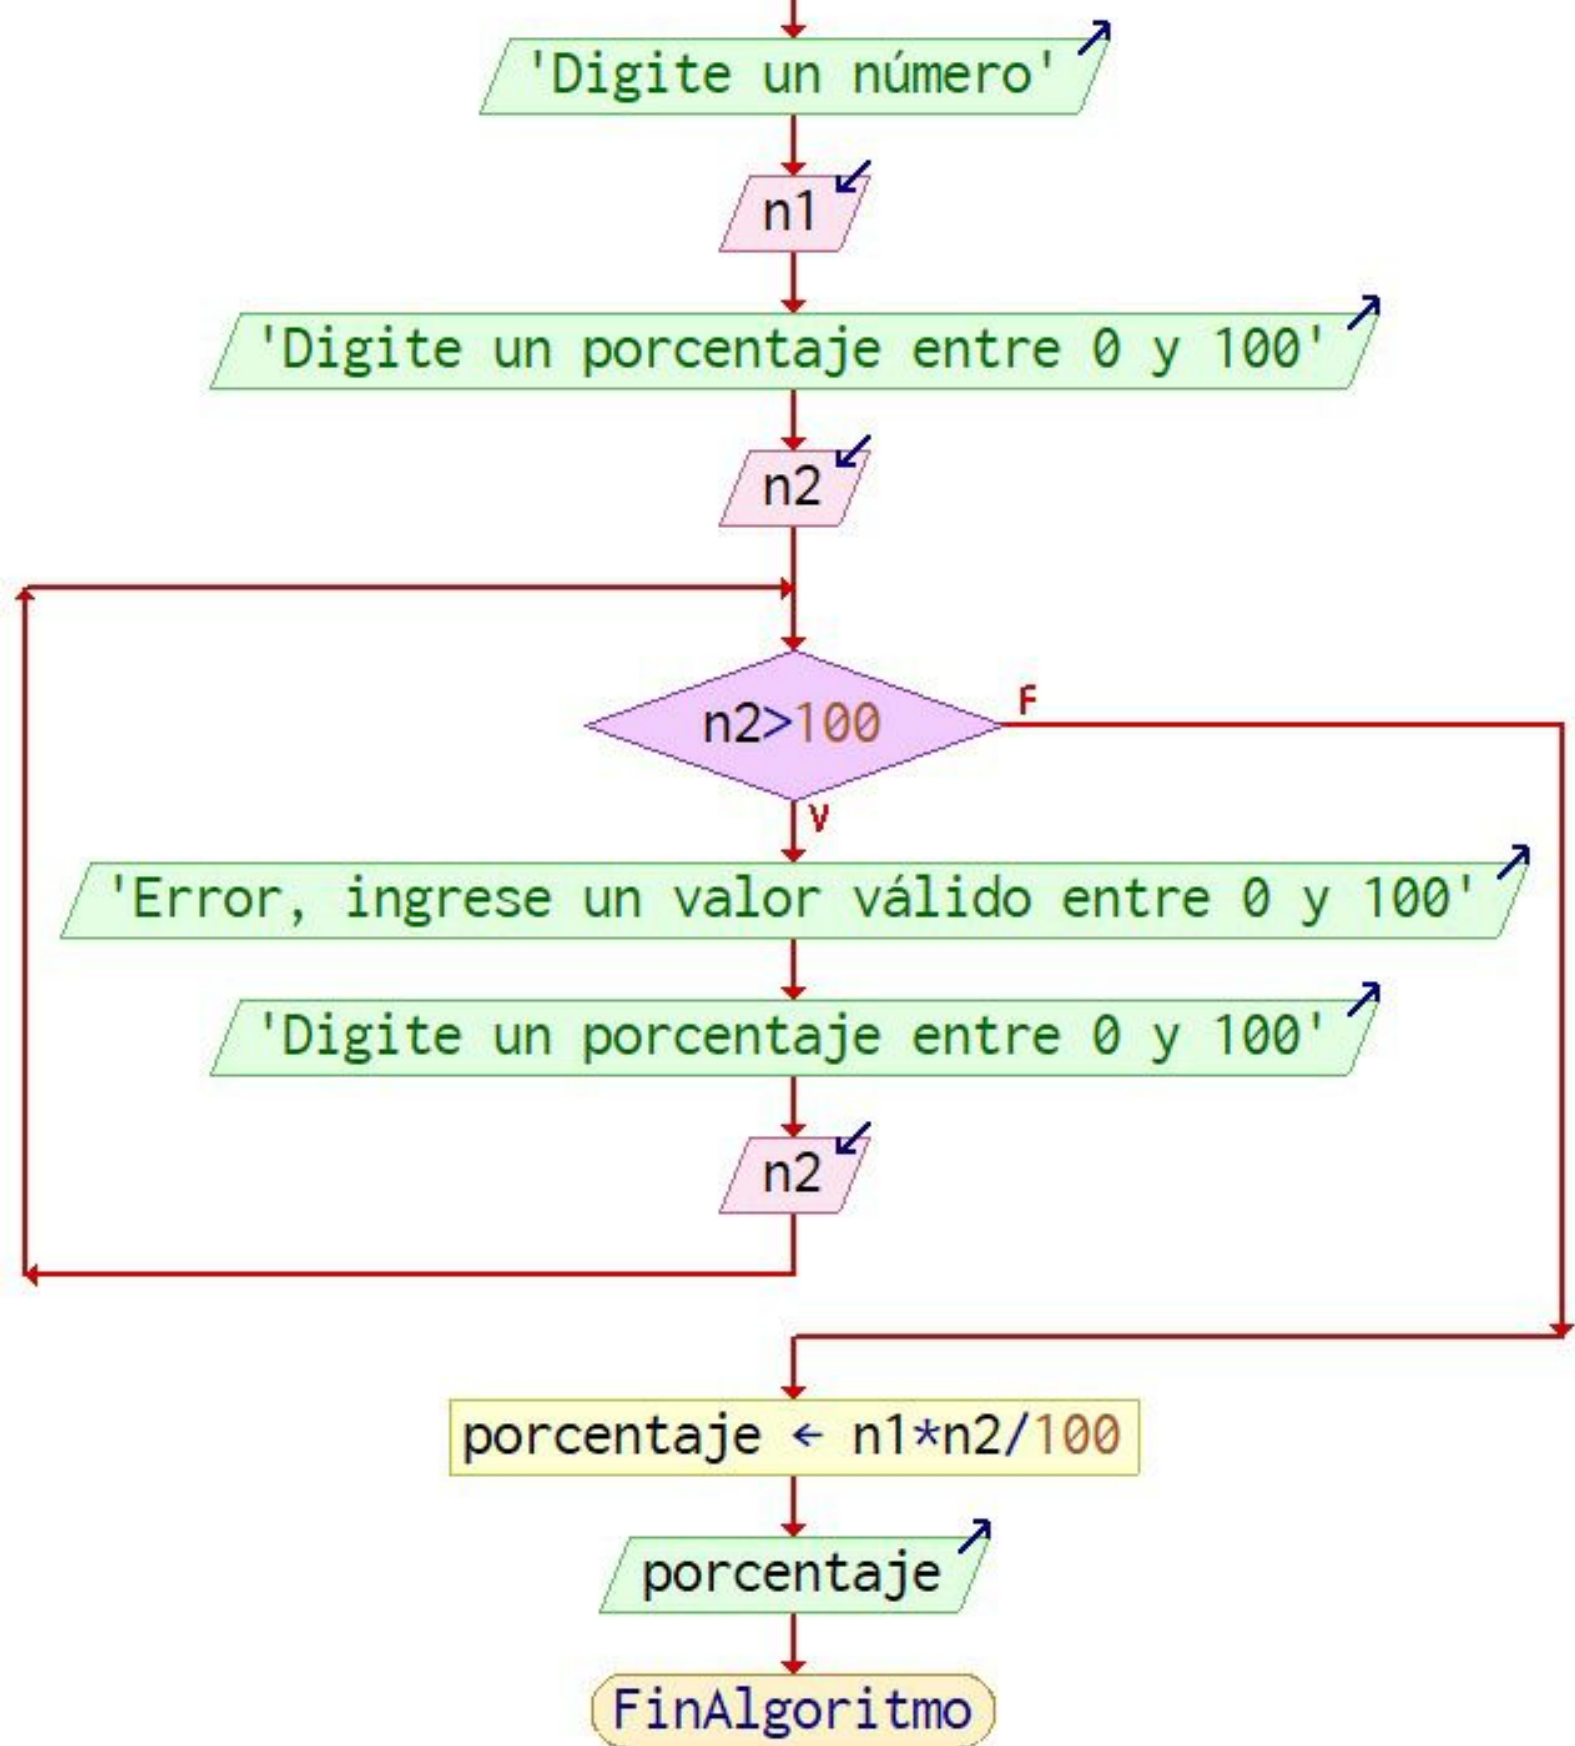 'Digite un número'
n1
'Digite un porcentaje entre 0 y 100'
n2
n2>100
F
V
'Error, ingrese un valor válido entre 0 y 100'
'Digite un porcentaje entre 0 y 100'
n2
porcentaje ← n1*n2/100
porcentaje
FinAlgoritmo